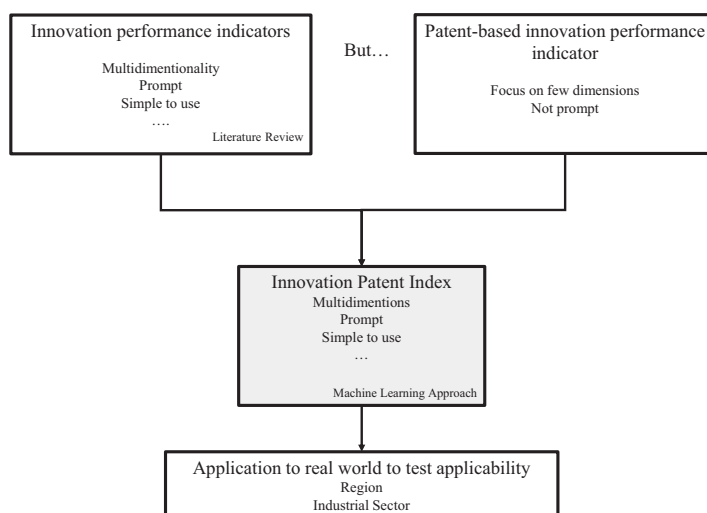 Innovation performance indicators
Multidimentionality
Prompt
Simple to use
….
Literature Review
But…
Patent-based innovation performance
indicator
Focus on few dimensions
Not prompt
Innovation Patent Index
Multidimentions
Prompt
Simple to use
…
Machine Learning Approach
Application to real world to test applicability
Region
Industrial Sector